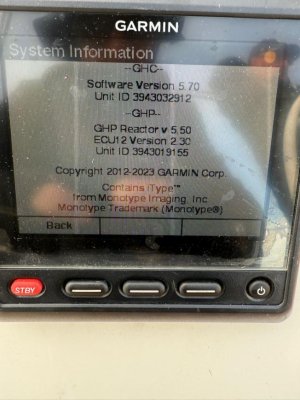 GARMIN
System Information
--GHC--
Software Version 5.70
Unit ID 3943032912
--GHP--
GHP Reactor v 5.50
ECU12 Version 2.30
Unit ID 3943019155
Copyright 2012-2023 GARMIN Corp.
Contains iType™
from Monotype Imaging, Inc
Monotype Trademark (Monotype®)
Back
STBY